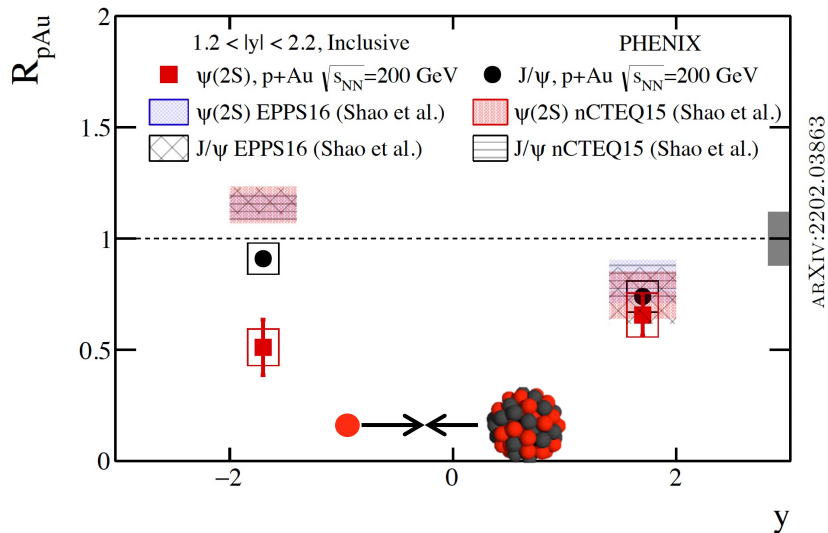 R_pAu
2
1.5
1
0.5
0
1.2 < |y| < 2.2, Inclusive
PHENIX
ψ(2S), p+Au √s_NN=200 GeV
J/ψ, p+Au √s_NN=200 GeV
ψ(2S) EPPS16 (Shao et al.)
ψ(2S) nCTEQ15 (Shao et al.)
J/ψ EPPS16 (Shao et al.)
J/ψ nCTEQ15 (Shao et al.)
−2
0
2
y
ARXIV:2202.03863